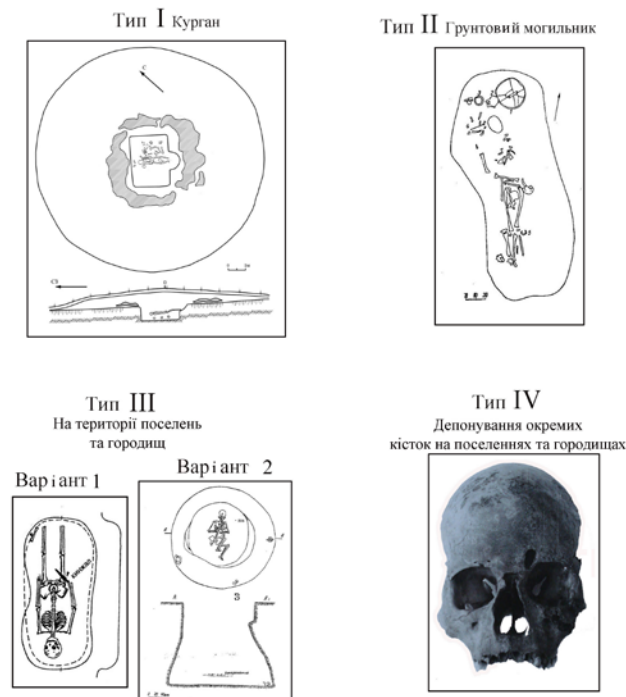 Тип I Курган
Тип II Грунтовий могильник
С
СЗ
Тип III
На території поселень
та городищ
Варіант 1
Варіант 2
Тип IV
Депонування окремих
кісток на поселеннях та городищах